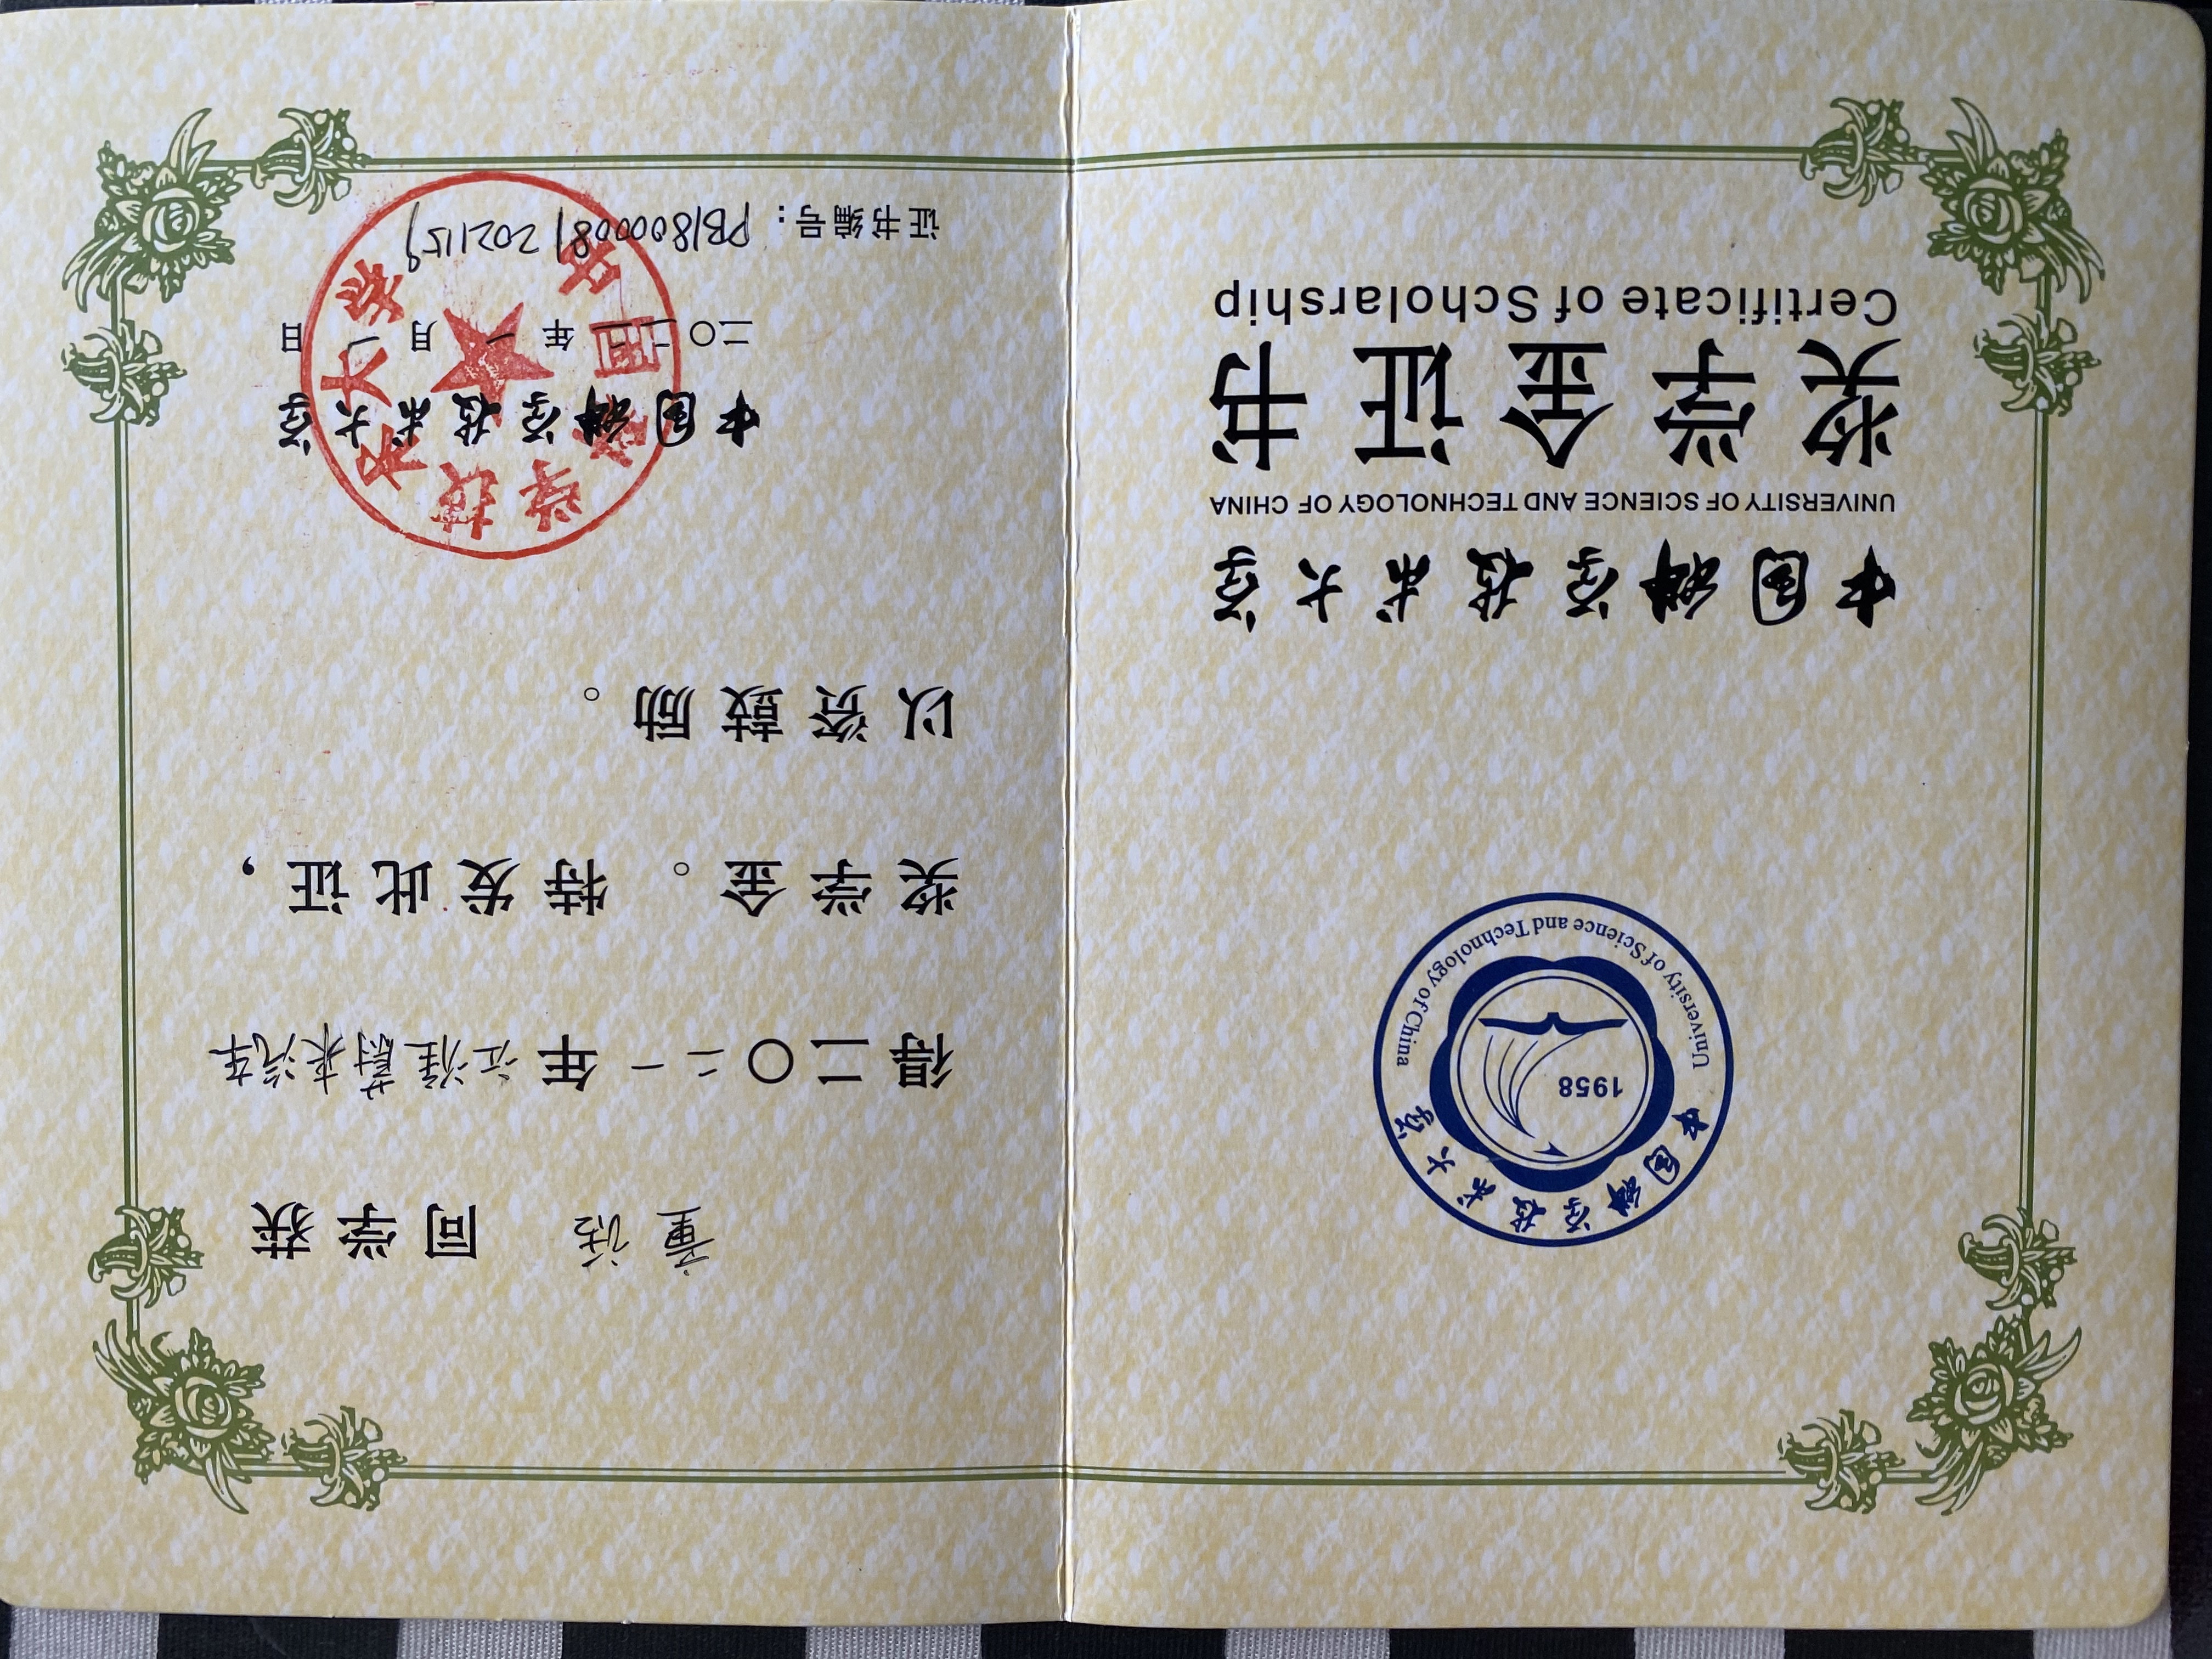 中国科学技术大学
1958
University of Science and Technology of China
中国科学技术大学
UNIVERSITY OF SCIENCE AND TECHNOLOGY OF CHINA
奖学金证书
Certificate of Scholarship
童话 同学获
得二〇二一年江淮蔚来汽车
奖学金。特发此证，
以资鼓励。
中国科学技术大学
中国科学技术大学
二〇二二年一月一日
证书编号：PB18000081 2021159